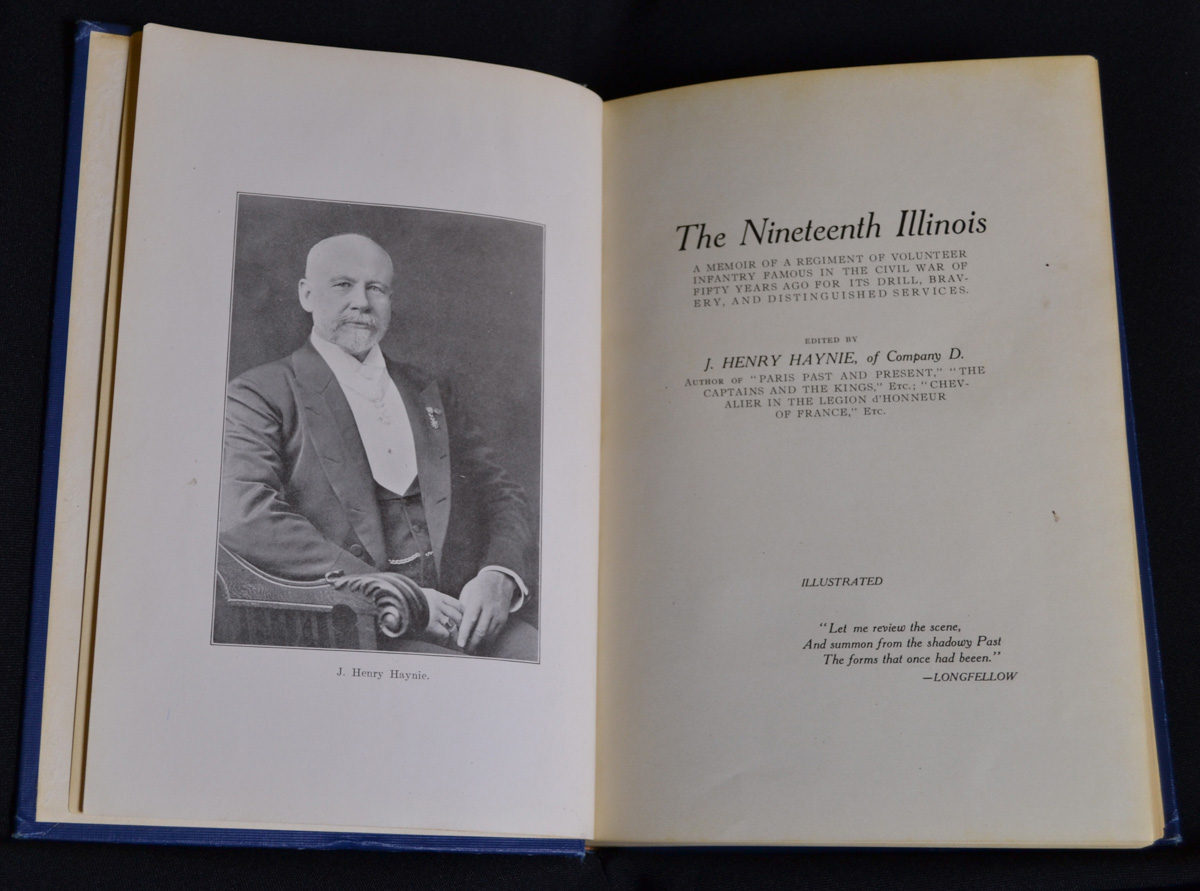 J. Henry Haynie.
The Nineteenth Illinois
A MEMOIR OF A REGIMENT OF VOLUNTEER
INFANTRY FAMOUS IN THE CIVIL WAR OF
FIFTY YEARS AGO FOR ITS DRILL, BRAV-
ERY, AND DISTINGUISHED SERVICES.
EDITED BY
J. HENRY HAYNIE, of Company D.
AUTHOR OF "PARIS PAST AND PRESENT," "THE
CAPTAINS AND THE KINGS," ETC.; "CHEV-
ALIER IN THE LEGION d'HONNEUR
OF FRANCE," ETC.
ILLUSTRATED
"Let me review the scene,
And summon from the shadowy Past
The forms that once had beeen."
—LONGFELLOW